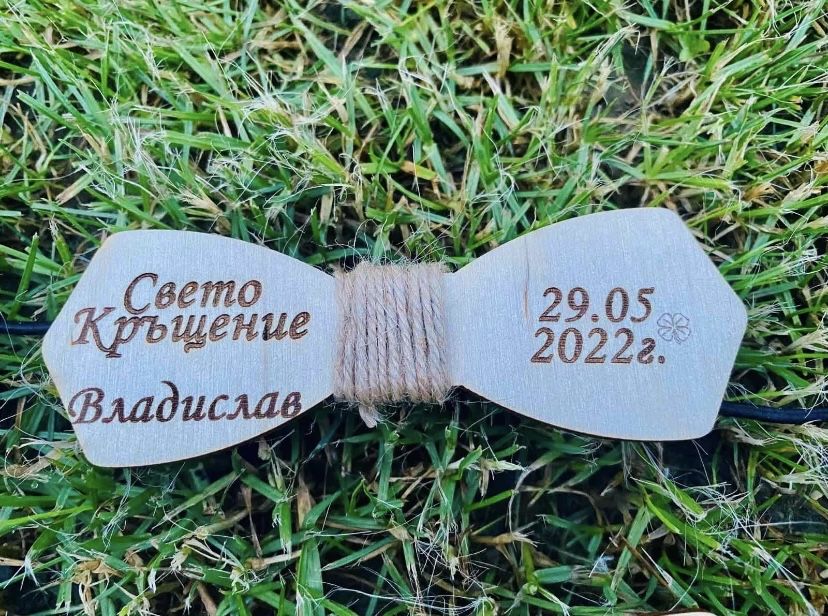 Свето
Кръщение
Владислав
29.05
2022г.